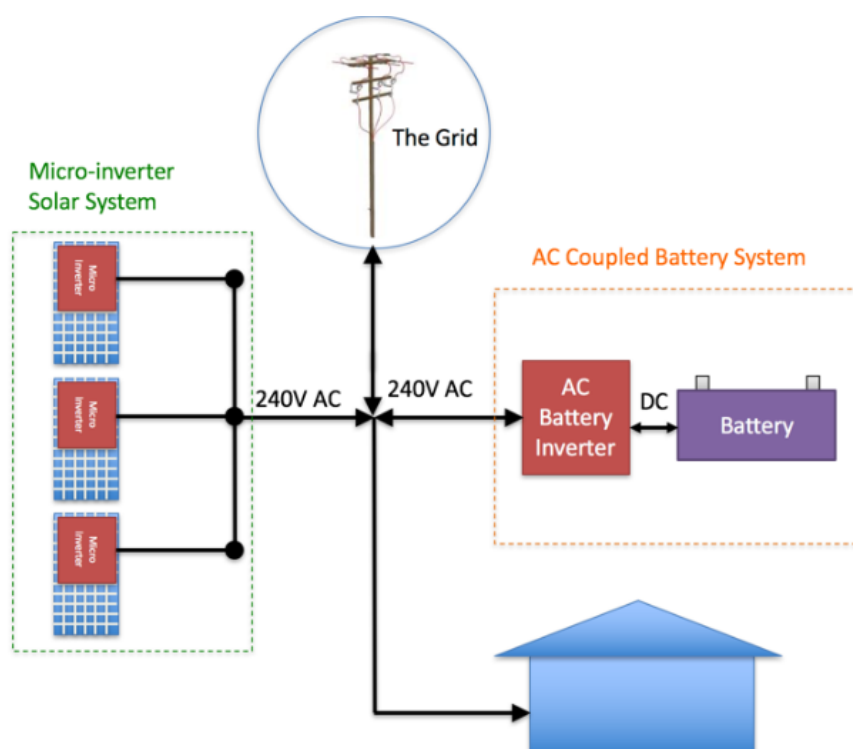 The Grid
Micro-inverter
Solar System
AC Coupled Battery System
Micro
Inverter
Micro
Inverter
Micro
Inverter
240V AC
240V AC
AC
Battery
Inverter
DC
Battery